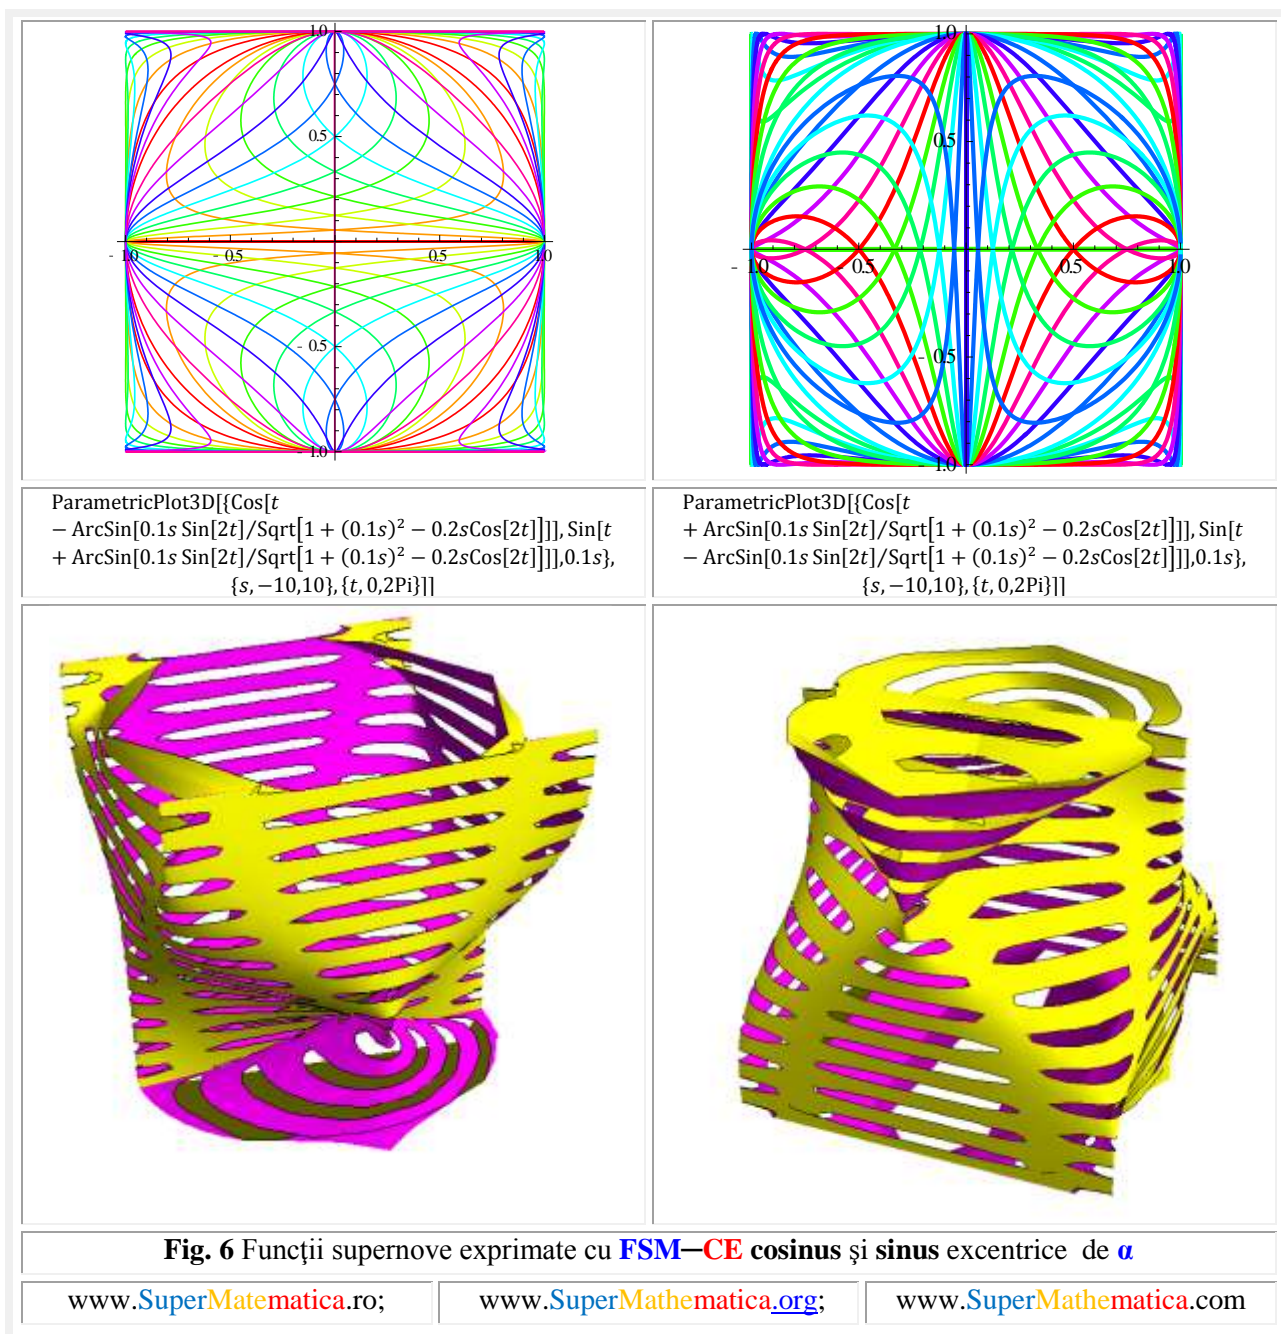 1.0
0.5
- 1.0
- 0.5
0.5
1.0
- 0.5
- 1.0
1.0
0.5
- 1.0
- 0.5
0.5
1.0
- 0.5
- 1.0
ParametricPlot3D[{Cos[t
− ArcSin[0.1s Sin[2t]/Sqrt[1 + (0.1s)² − 0.2sCos[2t]]]], Sin[t
+ ArcSin[0.1s Sin[2t]/Sqrt[1 + (0.1s)² − 0.2sCos[2t]]]],0.1s},
{s, −10,10}, {t, 0,2Pi}]]
ParametricPlot3D[{Cos[t
+ ArcSin[0.1s Sin[2t]/Sqrt[1 + (0.1s)² − 0.2sCos[2t]]]], Sin[t
− ArcSin[0.1s Sin[2t]/Sqrt[1 + (0.1s)² − 0.2sCos[2t]]]],0.1s},
{s, −10,10}, {t, 0,2Pi}]]
Fig. 6 Funcţii supernove exprimate cu FSM—CE cosinus şi sinus excentrice de α
www.SuperMatematica.ro;
www.SuperMathematica.org;
www.SuperMathematica.com